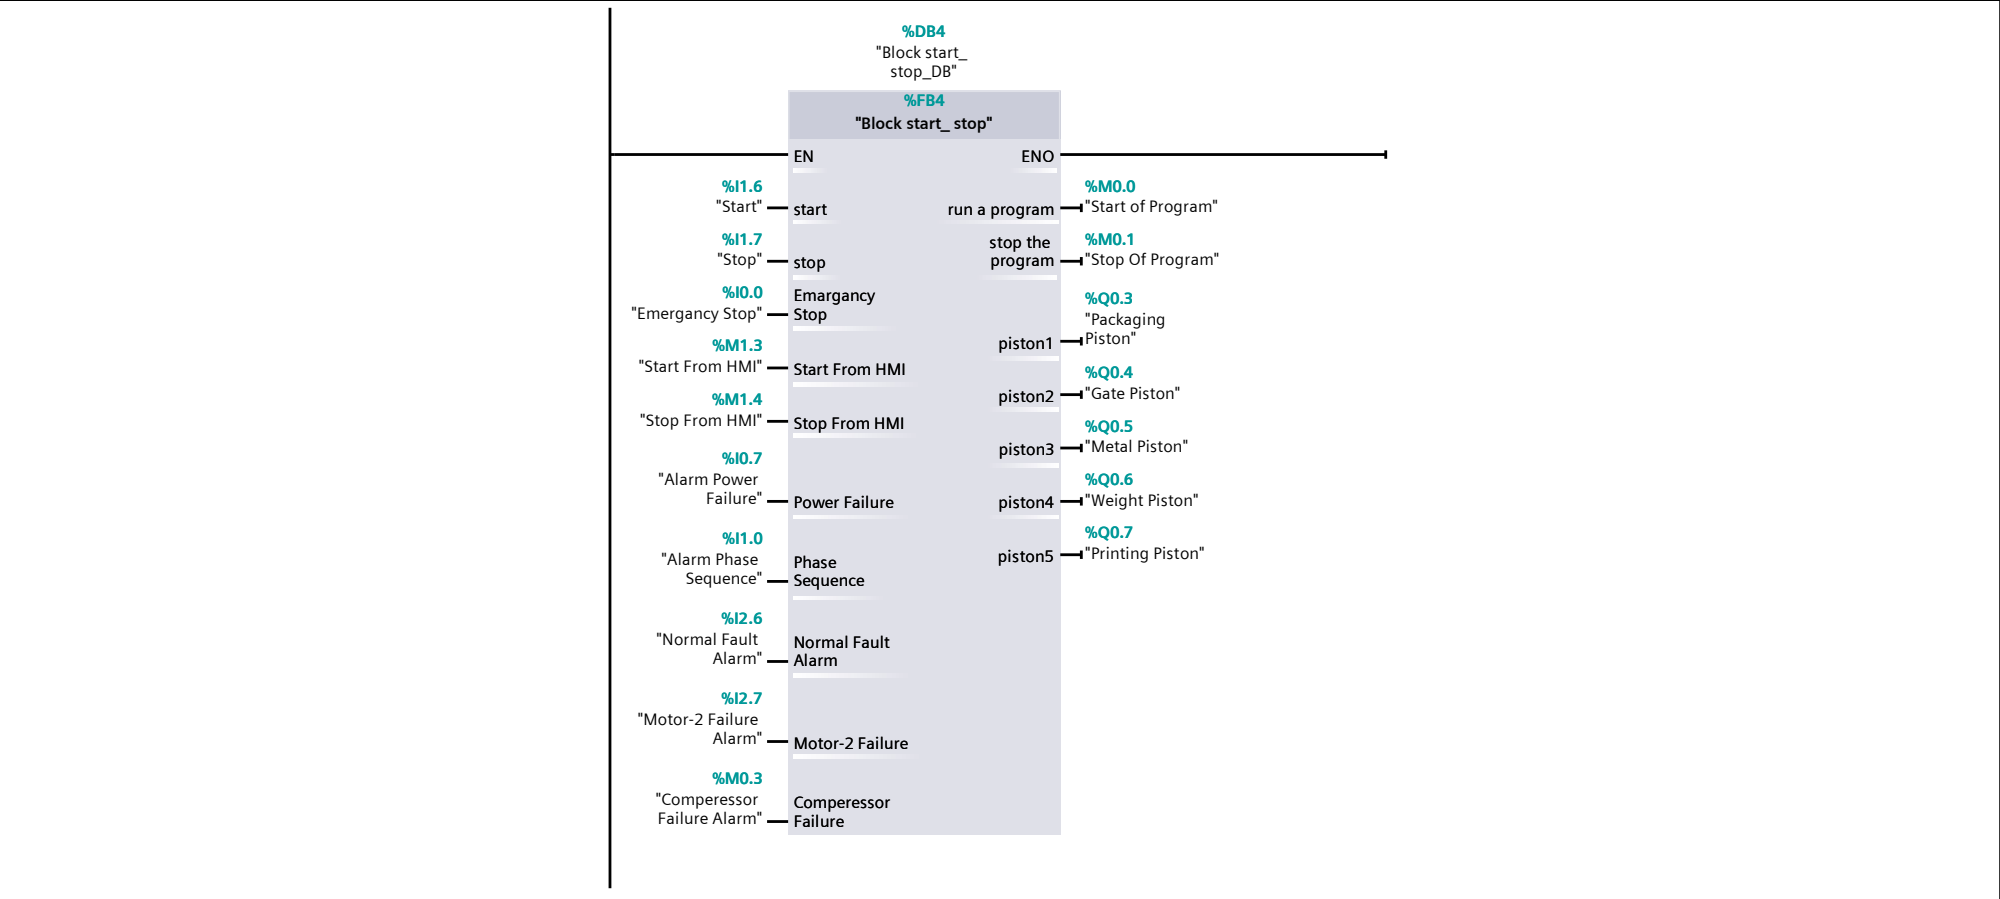 %DB4
"Block start_
stop_DB"
%FB4
"Block start_ stop"
EN
ENO
%I1.6
"Start"
start
run a program
%M0.0
"Start of Program"
%I1.7
"Stop"
stop
stop the
program
%M0.1
"Stop Of Program"
%I0.0
"Emergancy Stop"
Emargancy
Stop
piston1
%Q0.3
"Packaging
Piston"
%M1.3
"Start From HMI"
Start From HMI
piston2
%Q0.4
"Gate Piston"
%M1.4
"Stop From HMI"
Stop From HMI
piston3
%Q0.5
"Metal Piston"
%I0.7
"Alarm Power
Failure"
Power Failure
piston4
%Q0.6
"Weight Piston"
%I1.0
"Alarm Phase
Sequence"
Phase
Sequence
piston5
%Q0.7
"Printing Piston"
%I2.6
"Normal Fault
Alarm"
Normal Fault
Alarm
%I2.7
"Motor-2 Failure
Alarm"
Motor-2 Failure
%M0.3
"Comperessor
Failure Alarm"
Comperessor
Failure